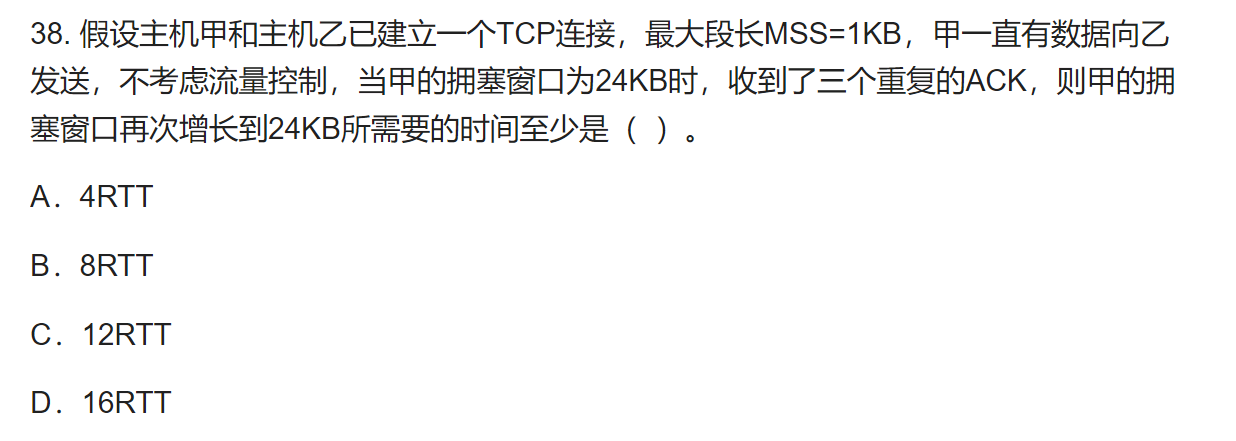 38. 假设主机甲和主机乙已建立一个TCP连接，最大段长MSS=1KB，甲一直有数据向乙
发送，不考虑流量控制，当甲的拥塞窗口为24KB时，收到了三个重复的ACK，则甲的拥
塞窗口再次增长到24KB所需要的时间至少是（  ）。
A．4RTT
B．8RTT
C．12RTT
D．16RTT